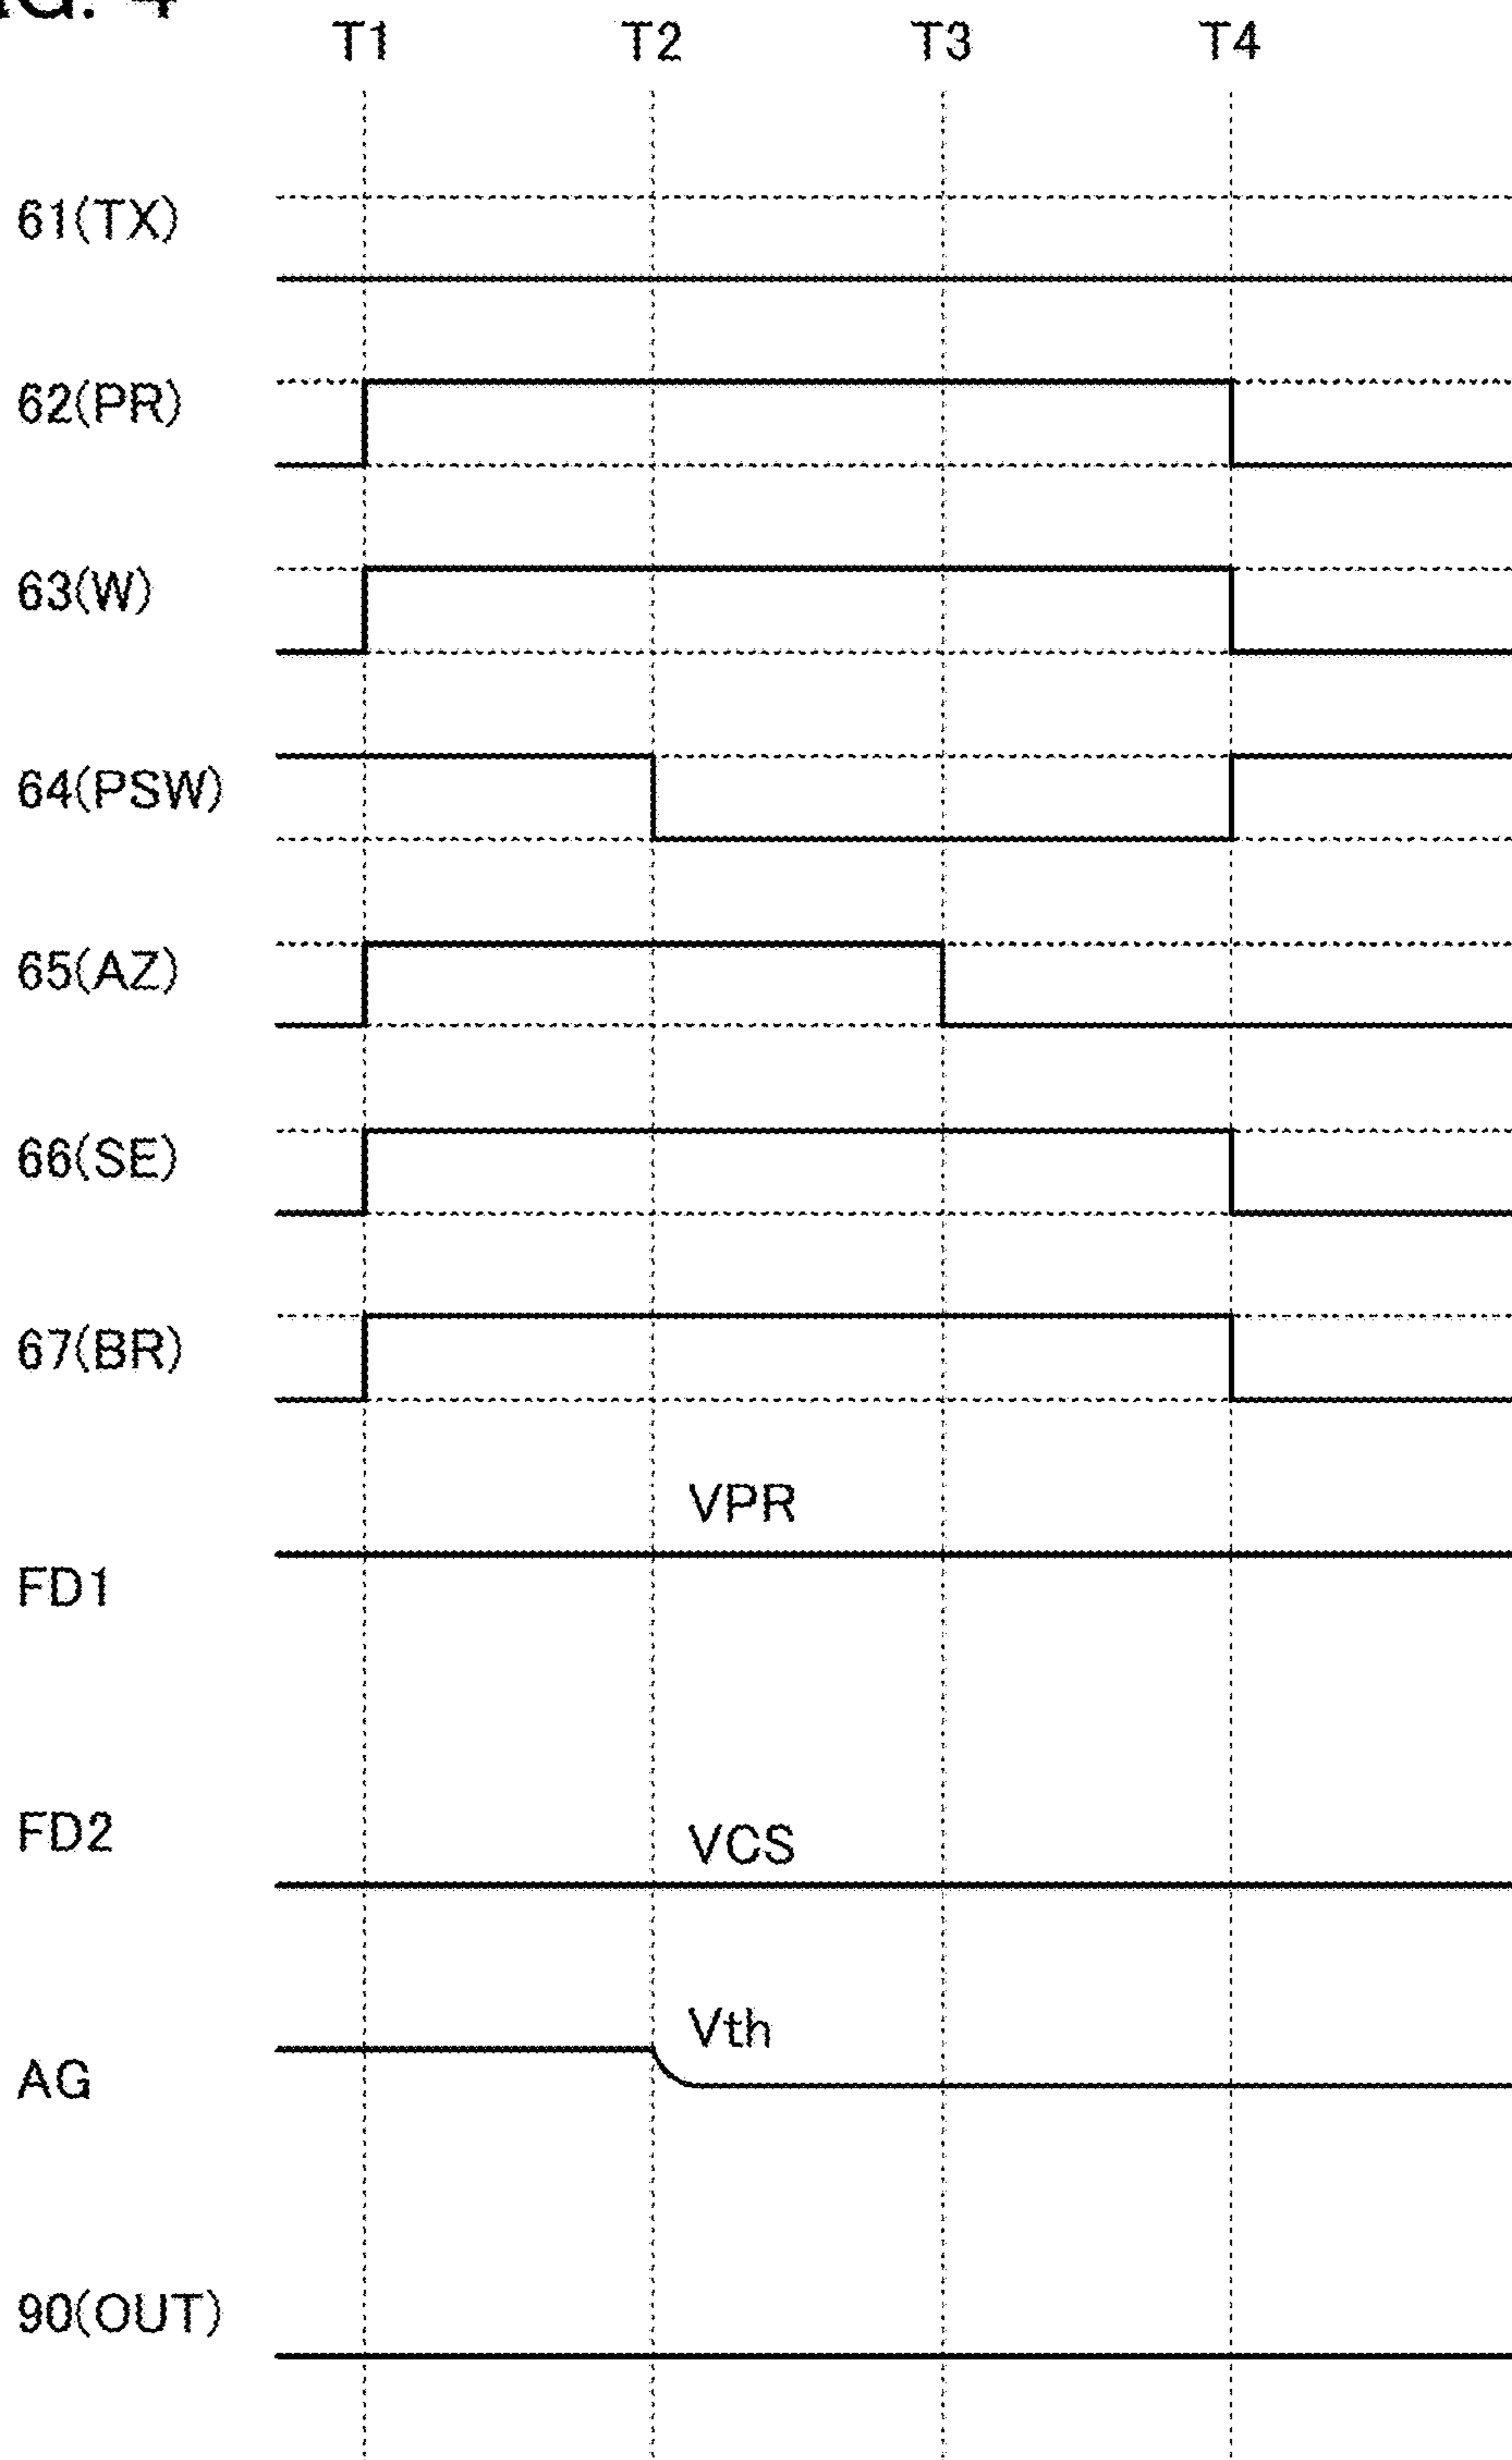 T1 T2 T3 T4
61(TX)
62(PR)
63(W)
64(PSW)
65(AZ)
66(SE)
67(BR)
VPR
FD1
FD2
VCS
Vth
AG
90(OUT)